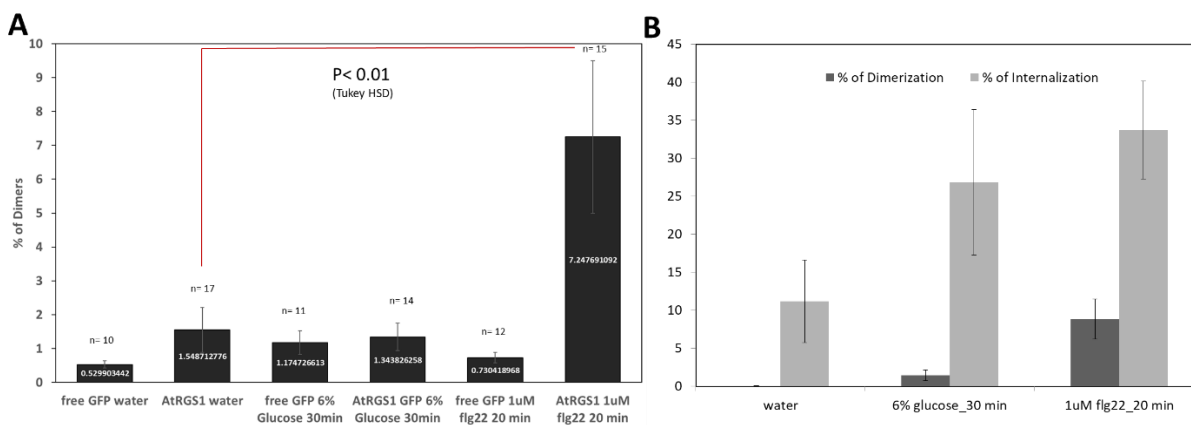 A
10
9
8
7
6
5
4
3
2
1
0
% of Dimers
P< 0.01
(Tukey HSD)
n= 10
n= 17
n= 11
n= 14
n= 12
n= 15
0.529903442
1.548712776
1.174726613
1.343826258
0.730418968
7.247691092
free GFP water
AtRGS1 water
free GFP 6%
Glucose 30min
AtRGS1 GFP 6%
Glucose 30min
free GFP 1uM
flg22 20 min
AtRGS1 1uM
flg22 20 min
B
45
40
35
30
25
20
15
10
5
0
% of Dimerization
% of Internalization
water
6% glucose_30 min
1uM flg22_20 min